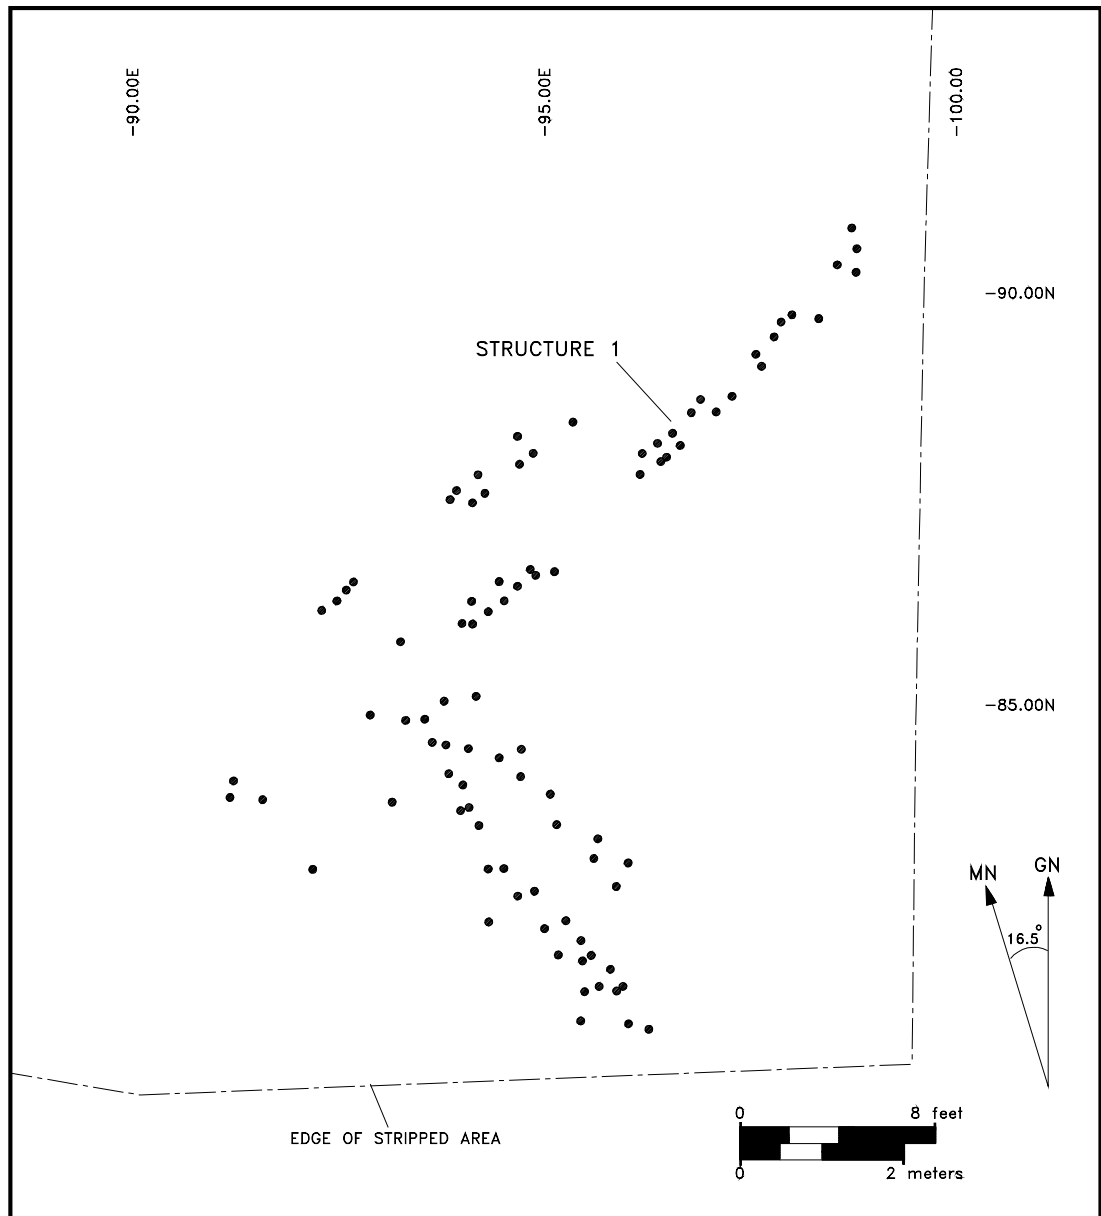 -90.00E
-95.00E
-100.00
-90.00N
STRUCTURE 1
-85.00N
MN
GN
16.5°
0 8 feet
EDGE OF STRIPPED AREA
0 2 meters